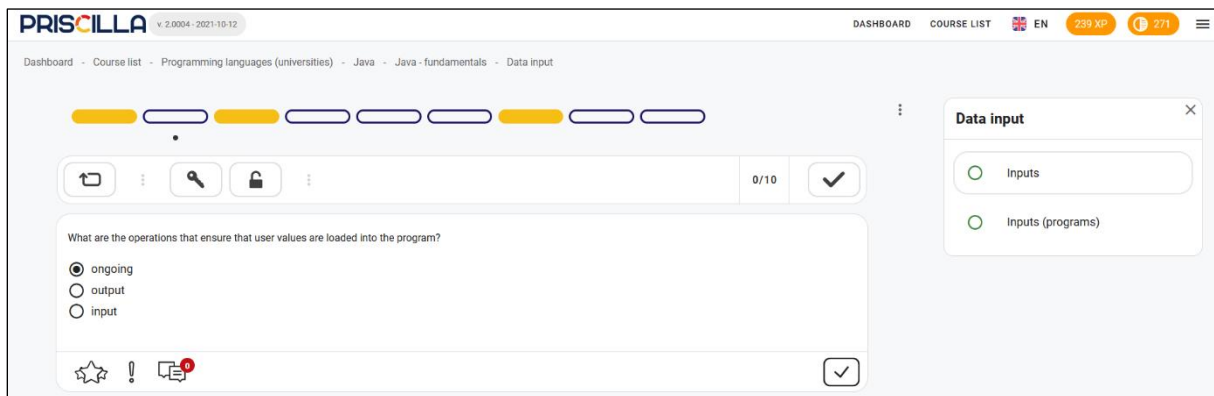 PRISCILLA v. 2.0004 - 2021-10-12 DASHBOARD COURSE LIST EN 239 XP 271
Dashboard - Course list - Programming languages (universities) - Java - Java - fundamentals - Data input
Data input
0/10
Inputs
Inputs (programs)
What are the operations that ensure that user values are loaded into the program?
ongoing
output
input
0